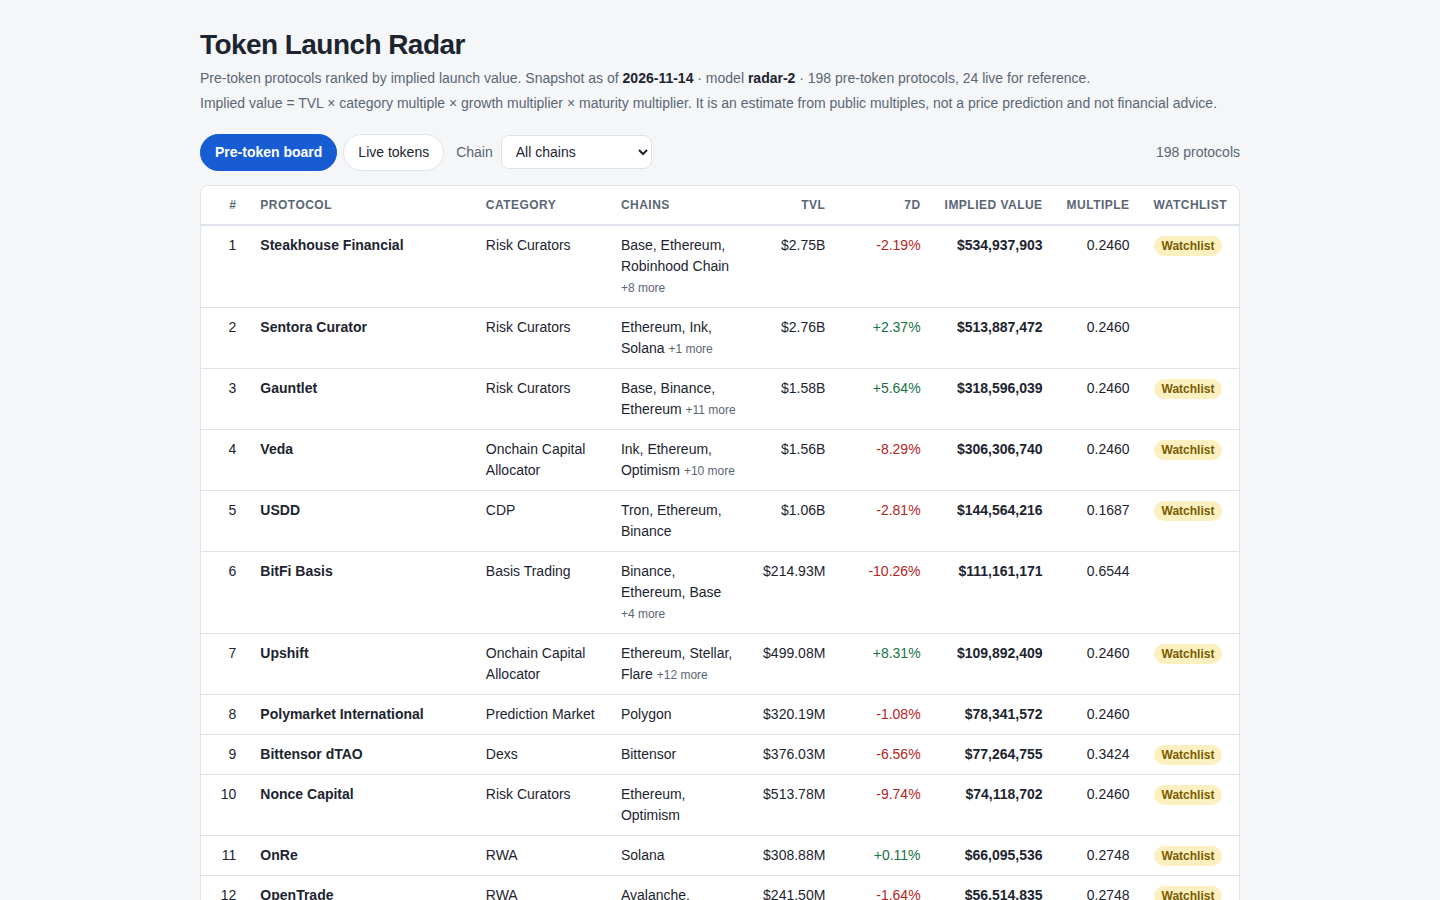 Token Launch Radar
Pre-token protocols ranked by implied launch value. Snapshot as of 2026-11-14 · model radar-2 · 198 pre-token protocols, 24 live for reference.
Implied value = TVL × category multiple × growth multiplier × maturity multiplier. It is an estimate from public multiples, not a price prediction and not financial advice.
Pre-token board Live tokens Chain All chains 198 protocols
# PROTOCOL CATEGORY CHAINS TVL 7D IMPLIED VALUE MULTIPLE WATCHLIST
1 Steakhouse Financial Risk Curators Base, Ethereum, $2.75B -2.19% $534,937,903 0.2460 Watchlist
Robinhood Chain
+8 more
2 Sentora Curator Risk Curators Ethereum, Ink, $2.76B +2.37% $513,887,472 0.2460
Solana +1 more
3 Gauntlet Risk Curators Base, Binance, $1.58B +5.64% $318,596,039 0.2460 Watchlist
Ethereum +11 more
4 Veda Onchain Capital Ink, Ethereum, $1.56B -8.29% $306,306,740 0.2460 Watchlist
Allocator Optimism +10 more
5 USDD CDP Tron, Ethereum, $1.06B -2.81% $144,564,216 0.1687 Watchlist
Binance
6 BitFi Basis Basis Trading Binance, $214.93M -10.26% $111,161,171 0.6544
Ethereum, Base
+4 more
7 Upshift Onchain Capital Ethereum, Stellar, $499.08M +8.31% $109,892,409 0.2460 Watchlist
Allocator Flare +12 more
8 Polymarket International Prediction Market Polygon $320.19M -1.08% $78,341,572 0.2460
9 Bittensor dTAO Dexs Bittensor $376.03M -6.56% $77,264,755 0.3424 Watchlist
10 Nonce Capital Risk Curators Ethereum, $513.78M -9.74% $74,118,702 0.2460 Watchlist
Optimism
11 OnRe RWA Solana $308.88M +0.11% $66,095,536 0.2748 Watchlist
12 OpenTrade RWA Avalanche, $241.50M -1.64% $56,514,835 0.2748 Watchlist